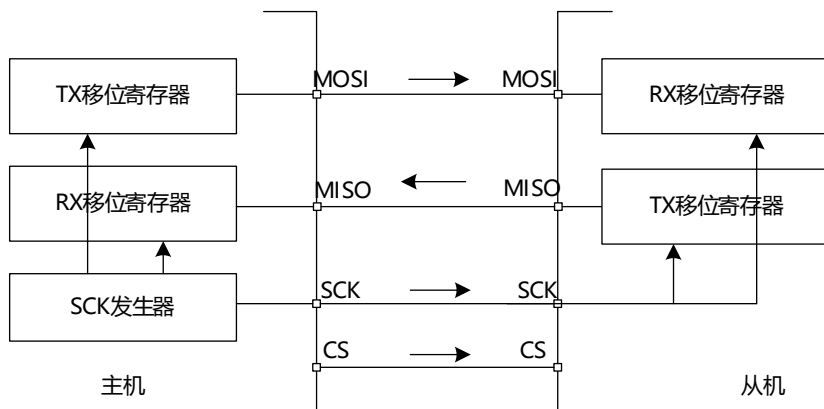 TX移位寄存器
MOSI
MOSI
RX移位寄存器
RX移位寄存器
MISO
MISO
TX移位寄存器
SCK发生器
SCK
SCK
CS
CS
主机
从机